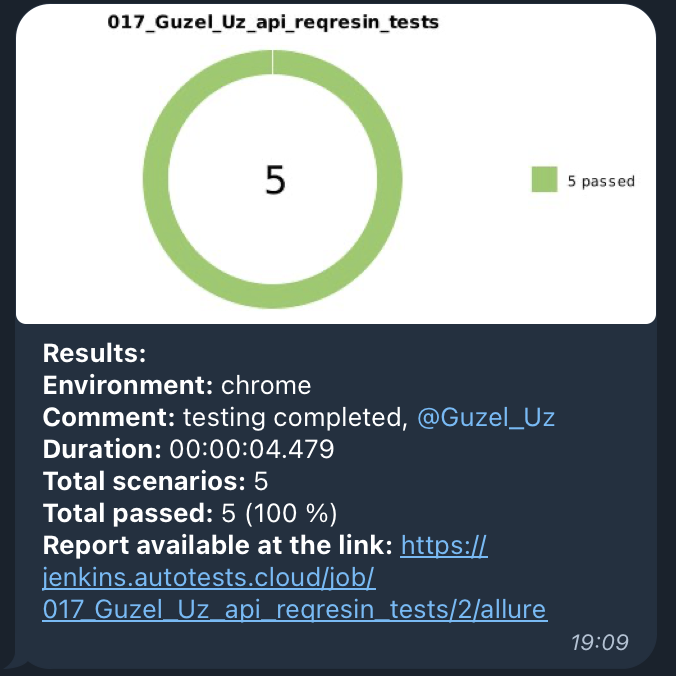 017_Guzel_Uz_api_reqresin_tests
5
5 passed
Results:
Environment: chrome
Comment: testing completed, @Guzel_Uz
Duration: 00:00:04.479
Total scenarios: 5
Total passed: 5 (100 %)
Report available at the link: https://
jenkins.autotests.cloud/job/
017_Guzel_Uz_api_reqresin_tests/2/allure
19:09